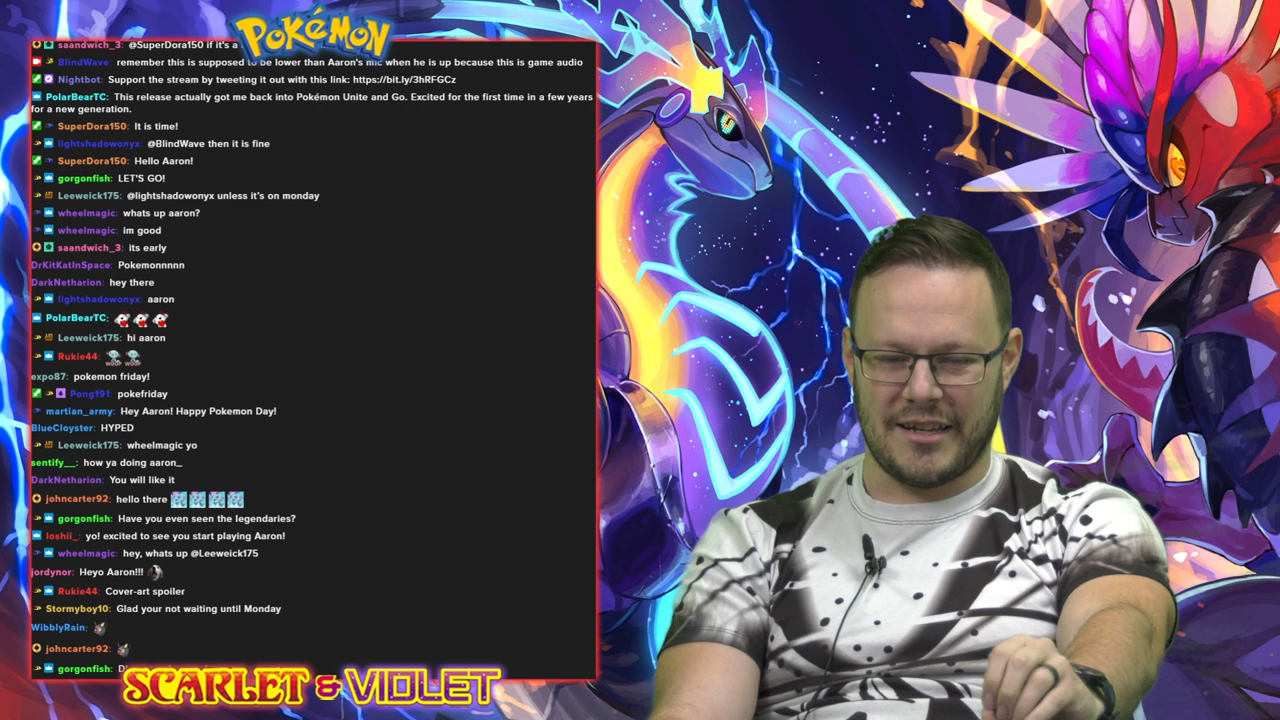 POKéMON
saandwich_3: @SuperDora150 if it's a
BlindWave: remember this is supposed to be lower than Aaron's mic when he is up because this is game audio
Nightbot: Support the stream by tweeting it out with this link: https://bit.ly/3hRFGCz
PolarBearTC: This release actually got me back into Pokémon Unite and Go. Excited for the first time in a few years
for a new generation.
SuperDora150: It is time!
lightshadowonyx: @BlindWave then it is fine
SuperDora150: Hello Aaron!
gorgonfish: LET'S GO!
Leeweick175: @lightshadowonyx unless it's on monday
wheelmagic: whats up aaron?
wheelmagic: im good
saandwich_3: its early
DrKitKatInSpace: Pokemonnnnn
DarkNetharion: hey there
lightshadowonyx: aaron
PolarBearTC:
Leeweick175: hi aaron
Rukie44: WOOP WOOP
expo87: pokemon friday!
Pong191: pokefriday
martian_army: Hey Aaron! Happy Pokemon Day!
BlueCloyster: HYPED
Leeweick175: wheelmagic yo
sentify__: how ya doing aaron_
DarkNetharion: You will like it
johncarter92: hello there
gorgonfish: Have you even seen the legendaries?
loshii_: yo! excited to see you start playing Aaron!
wheelmagic: hey, whats up @Leeweick175
jordynor: Heyo Aaron!!!
Rukie44: Cover-art spoiler
Stormyboy10: Glad your not waiting until Monday
WibblyRain:
johncarter92:
gorgonfish:
SCARLET & VIOLET